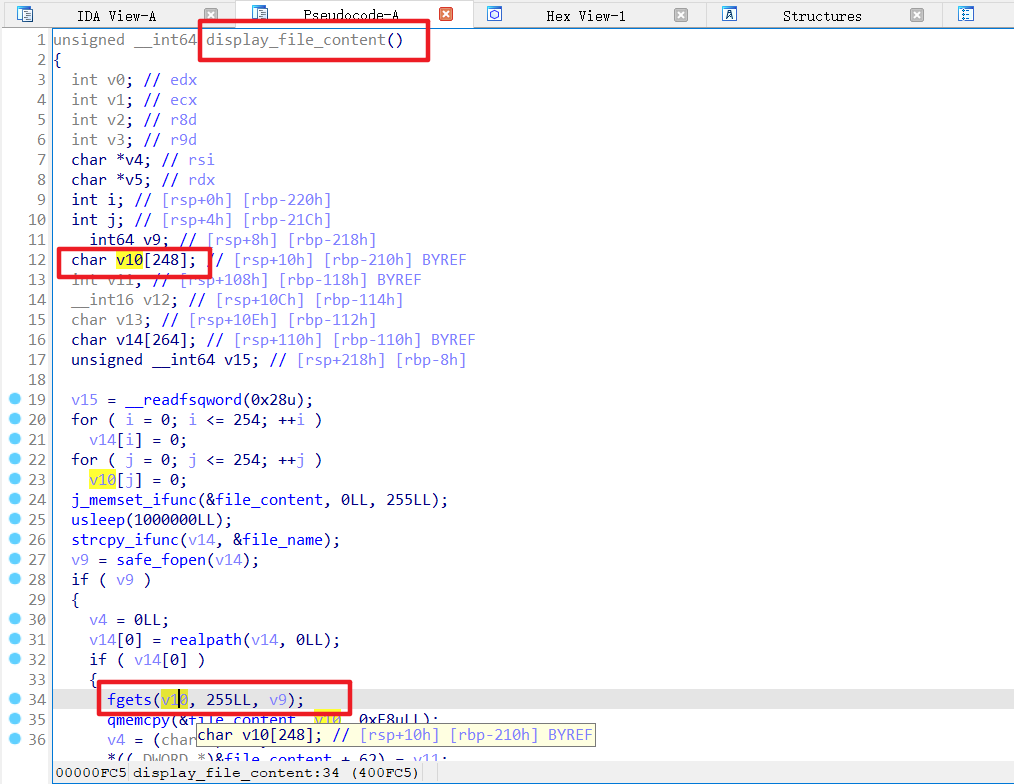 IDA View-A Pseudocode-A Hex View-1 Structures
1 unsigned __int64 display_file_content()
2 {
3 int v0; // edx
4 int v1; // ecx
5 int v2; // r8d
6 int v3; // r9d
7 char *v4; // rsi
8 char *v5; // rdx
9 int i; // [rsp+0h] [rbp-220h]
10 int j; // [rsp+4h] [rbp-21Ch]
11 int64 v9; // [rsp+8h] [rbp-218h]
12 char v10[248]; // [rsp+10h] [rbp-210h] BYREF
13 int v11; // [rsp+108h] [rbp-118h] BYREF
14 __int16 v12; // [rsp+10Ch] [rbp-114h]
15 char v13; // [rsp+10Eh] [rbp-112h]
16 char v14[264]; // [rsp+110h] [rbp-110h] BYREF
17 unsigned __int64 v15; // [rsp+218h] [rbp-8h]
18
19 v15 = __readfsqword(0x28u);
20 for ( i = 0; i <= 254; ++i )
21 v14[i] = 0;
22 for ( j = 0; j <= 254; ++j )
23 v10[j] = 0;
24 j_memset_ifunc(&file_content, 0LL, 255LL);
25 usleep(1000000LL);
26 strcpy_ifunc(v14, &file_name);
27 v9 = safe_fopen(v14);
28 if ( v9 )
29 {
30 v4 = 0LL;
31 v14[0] = realpath(v14, 0LL);
32 if ( v14[0] )
33 {
34 fgets(v10, 255LL, v9);
35 qmemcpy(&file_content, v10, 0xF8uLL);
36 v4 = (char
char v10[248]; // [rsp+10h] [rbp-210h] BYREF
*((_DWORD *)&file_content + 62) = v11;
00000FC5 display_file_content:34 (400FC5)